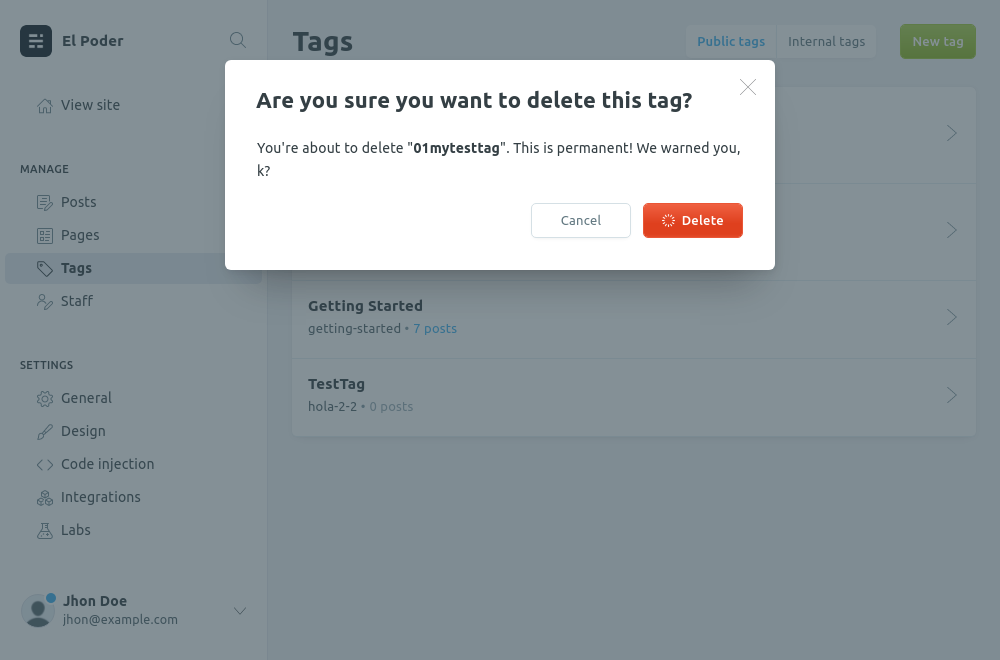 El Poder
Tags
Public tags
Internal tags
New tag
View site
Are you sure you want to delete this tag?
You're about to delete "01mytesttag". This is permanent! We warned you,
k?
Cancel
Delete
MANAGE
Posts
Pages
Tags
Staff
Getting Started
getting-started • 7 posts
TestTag
hola-2-2 • 0 posts
SETTINGS
General
Design
Code injection
Integrations
Labs
Jhon Doe
jhon@example.com